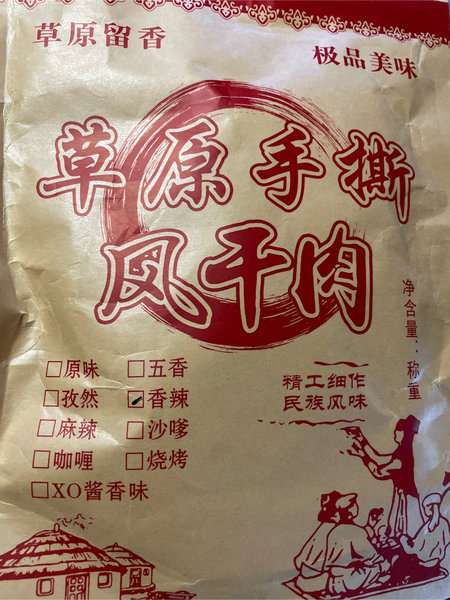 草原留香
极品美味
草原手撕
风干肉
净含量：称重
□原味 □五香
□孜然 ☑香辣
□麻辣 □沙嗲
□咖喱 □烧烤
□XO酱香味
精工细作
民族风味